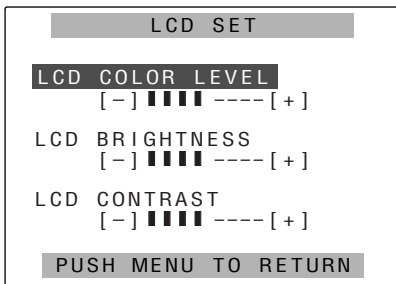 LCD SET
LCD COLOR LEVEL
[−]▮▮▮▮----[+]
LCD BRIGHTNESS
[−]▮▮▮▮----[+]
LCD CONTRAST
[−]▮▮▮▮----[+]
PUSH MENU TO RETURN